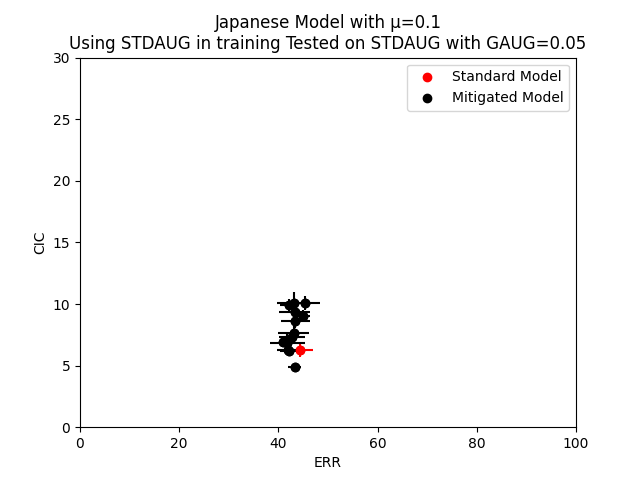 Japanese Model with μ=0.1
Using STDAUG in training Tested on STDAUG with GAUG=0.05
30
25
20
15
10
5
0
CIC
Standard Model
Mitigated Model
0 20 40 60 80 100
ERR